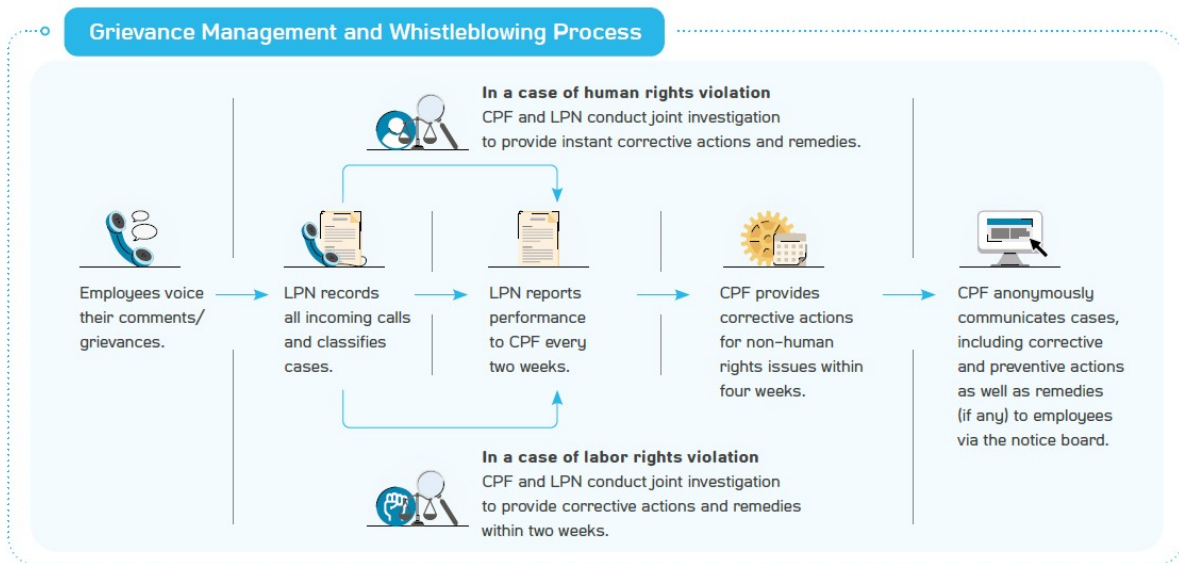 Grievance Management and Whistleblowing Process
In a case of human rights violation
CPF and LPN conduct joint investigation
to provide instant corrective actions and remedies.
Employees voice
their comments/
grievances.
LPN records
all incoming calls
and classifies
cases.
LPN reports
performance
to CPF every
two weeks.
CPF provides
corrective actions
for non-human
rights issues within
four weeks.
CPF anonymously
communicates cases,
including corrective
and preventive actions
as well as remedies
(if any) to employees
via the notice board.
In a case of labor rights violation
CPF and LPN conduct joint investigation
to provide corrective actions and remedies
within two weeks.